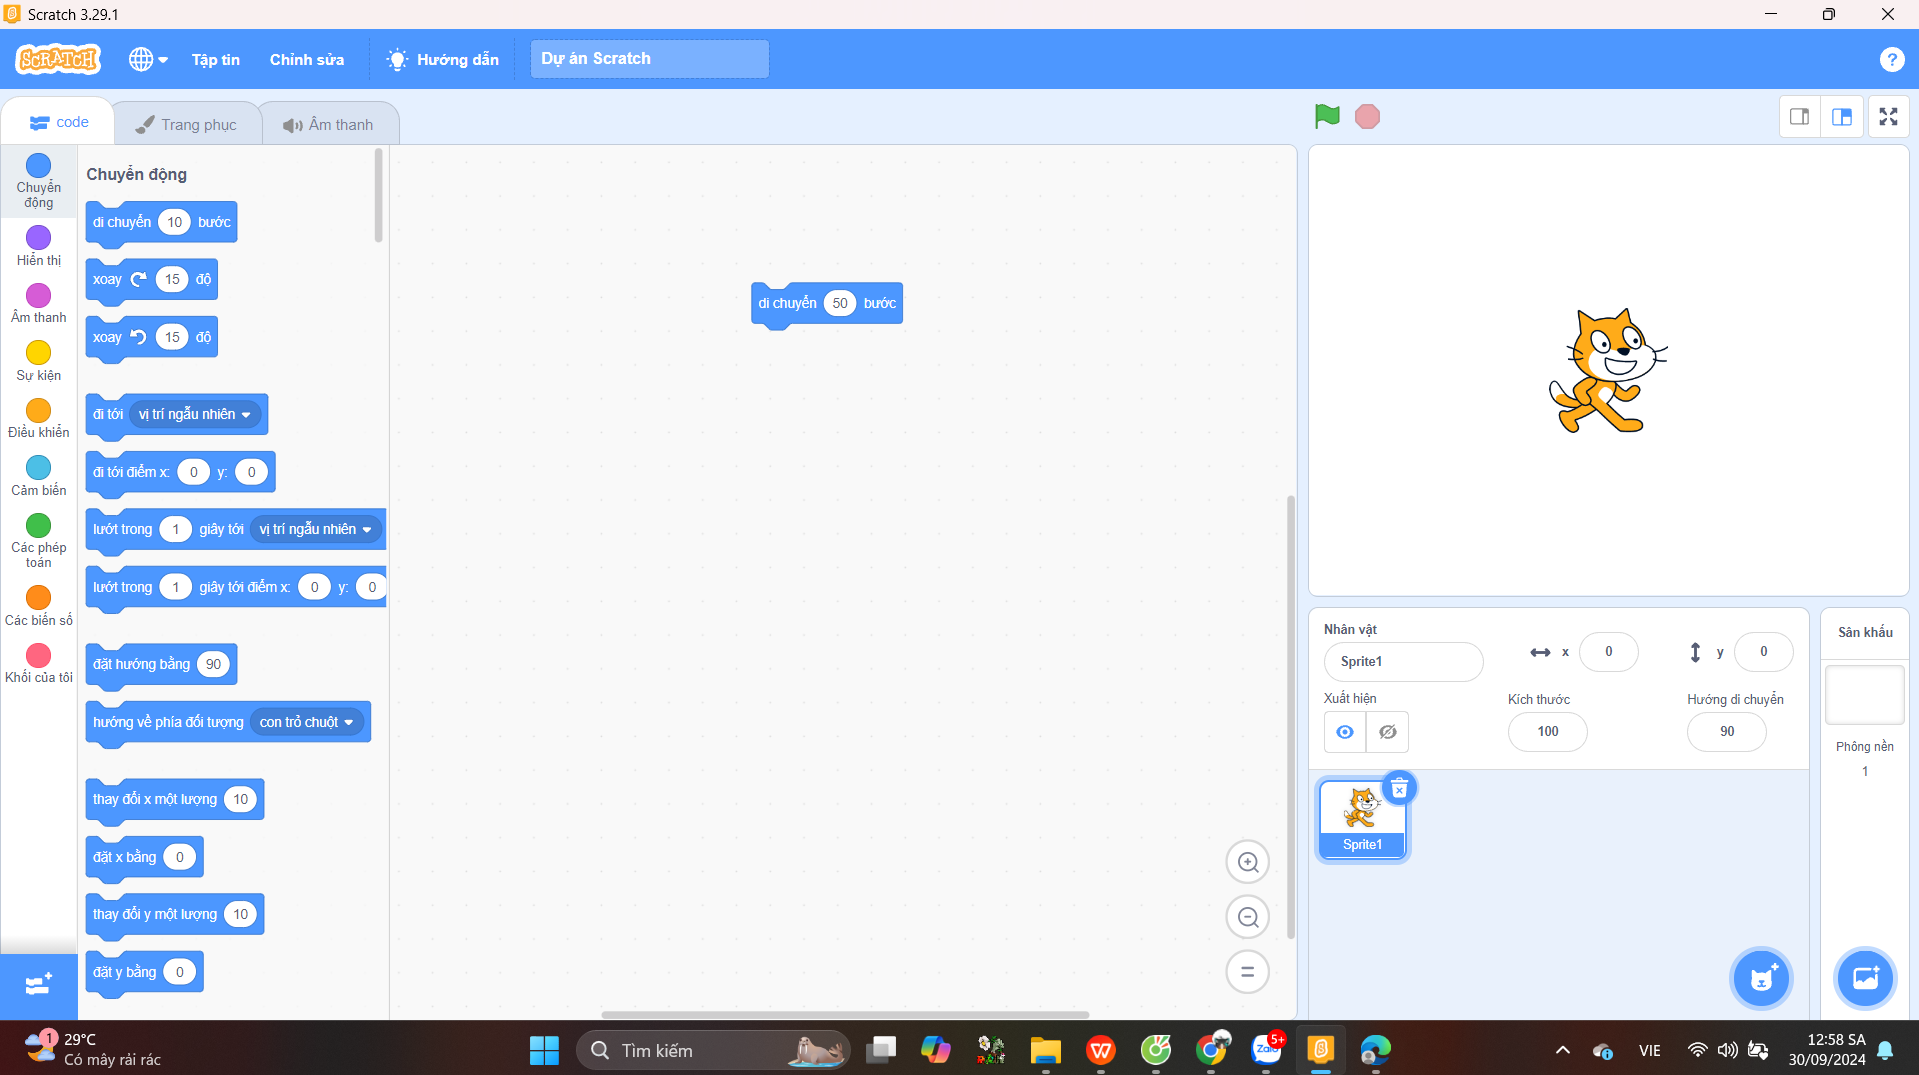 Scratch 3.29.1
SCRATCH
Tập tin
Chỉnh sửa
Hướng dẫn
Dự án Scratch
?
code
Trang phục
Âm thanh
Chuyển động
Hiển thị
Âm thanh
Sự kiện
Điều khiển
Cảm biến
Các phép toán
Các biến số
Khối của tôi
Chuyển động
di chuyển 10 bước
xoay 15 độ
xoay 15 độ
đi tới vị trí ngẫu nhiên
đi tới điểm x: 0 y: 0
lướt trong 1 giây tới vị trí ngẫu nhiên
lướt trong 1 giây tới điểm x: 0 y: 0
đặt hướng bằng 90
hướng về phía đối tượng con trỏ chuột
thay đổi x một lượng 10
đặt x bằng 0
thay đổi y một lượng 10
đặt y bằng 0
di chuyển 50 bước
Nhân vật
Sprite1
x 0
y 0
Xuất hiện
Kích thước
100
Hướng di chuyển
90
Sprite1
Sân khấu
Phông nền
1
1
29°C
Có mây rải rác
Tìm kiếm
Zalo
5+
VIE
12:58 SA
30/09/2024